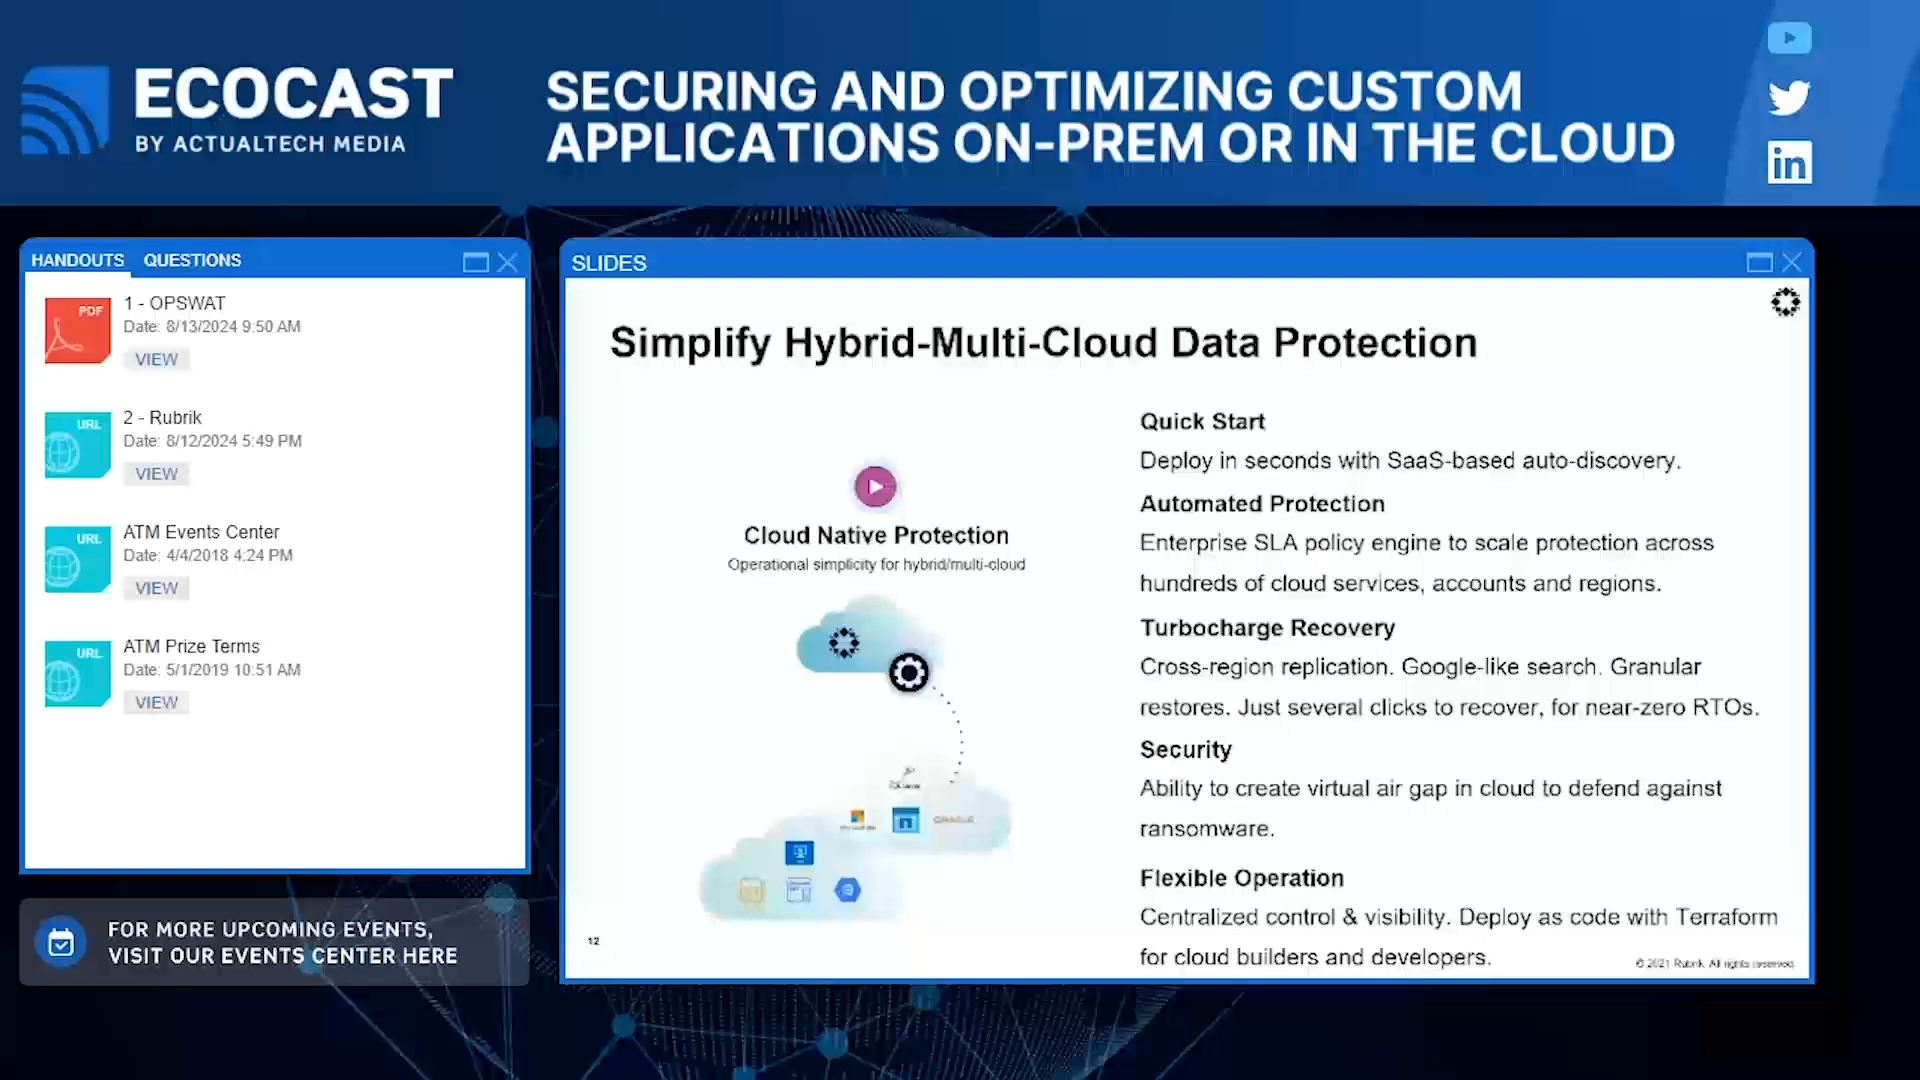 ECOCAST
BY ACTUALTECH MEDIA
SECURING AND OPTIMIZING CUSTOM
APPLICATIONS ON-PREM OR IN THE CLOUD
in
HANDOUTS QUESTIONS
PDF
1 - OPSWAT
Date: 8/13/2024 9:50 AM
VIEW
URL
2 - Rubrik
Date: 8/12/2024 5:49 PM
VIEW
URL
ATM Events Center
Date: 4/4/2018 4:24 PM
VIEW
URL
ATM Prize Terms
Date: 5/1/2019 10:51 AM
VIEW
FOR MORE UPCOMING EVENTS,
VISIT OUR EVENTS CENTER HERE
SLIDES
Simplify Hybrid-Multi-Cloud Data Protection
Cloud Native Protection
Operational simplicity for hybrid/multi-cloud
ORACLE
Quick Start
Deploy in seconds with SaaS-based auto-discovery.
Automated Protection
Enterprise SLA policy engine to scale protection across
hundreds of cloud services, accounts and regions.
Turbocharge Recovery
Cross-region replication. Google-like search. Granular
restores. Just several clicks to recover, for near-zero RTOs.
Security
Ability to create virtual air gap in cloud to defend against
ransomware.
Flexible Operation
Centralized control & visibility. Deploy as code with Terraform
for cloud builders and developers.
12
© 2021 Rubrik. All rights reserved.